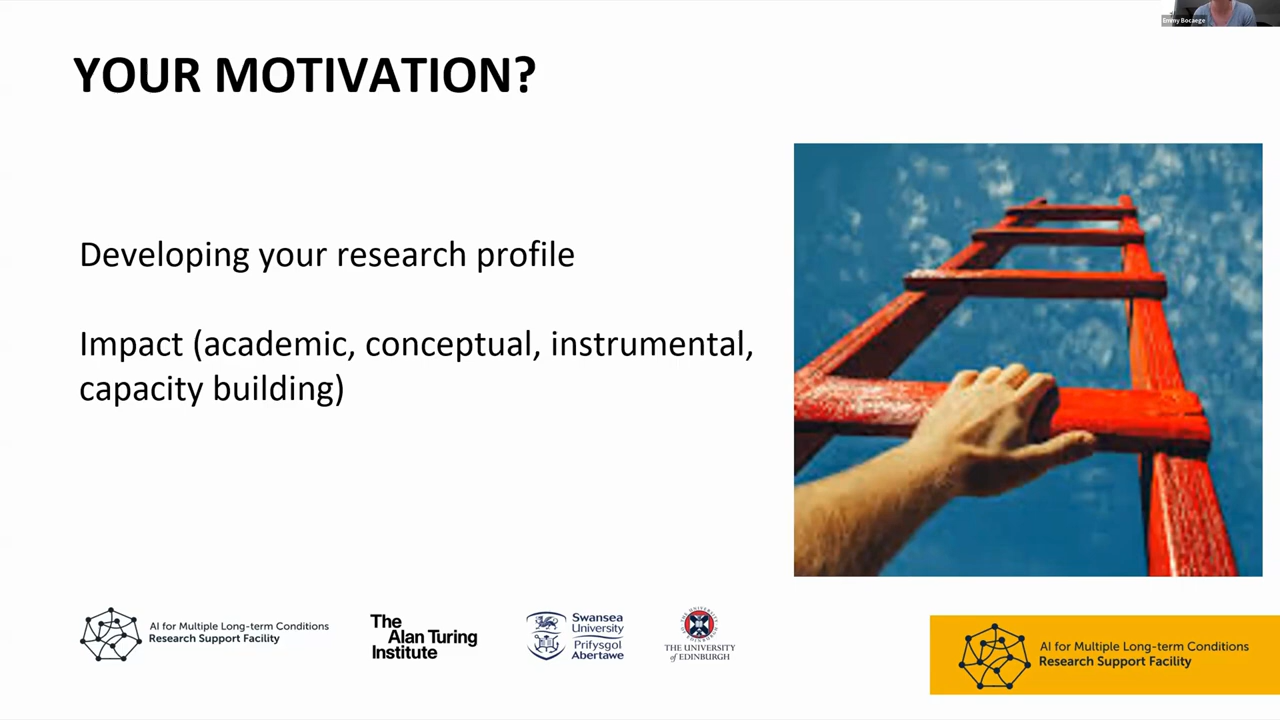 Emmy Bocaege
YOUR MOTIVATION?
Developing your research profile
Impact (academic, conceptual, instrumental,
capacity building)
AI for Multiple Long-term Conditions
Research Support Facility
The
Alan Turing
Institute
Swansea
University
Prifysgol
Abertawe
THE UNIVERSITY
of EDINBURGH
AI for Multiple Long-term Conditions
Research Support Facility